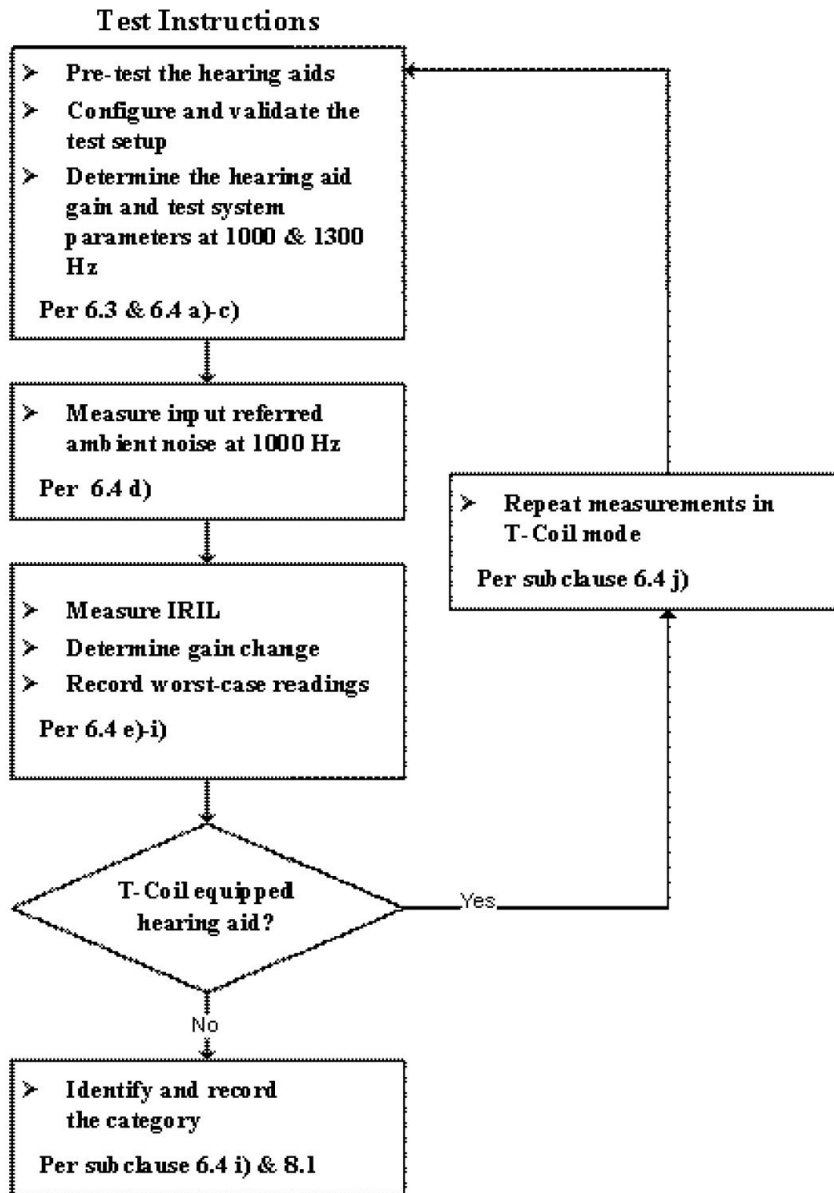 Test Instructions
➢ Pre-test the hearing aids
➢ Configure and validate the
test setup
➢ Determine the hearing aid
gain and test system
parameters at 1000 & 1300
Hz
Per 6.3 & 6.4 a)-c)
➢ Measure input referred
ambient noise at 1000 Hz
Per 6.4 d)
➢ Measure IRIL
➢ Determine gain change
➢ Record worst-case readings
Per 6.4 e)-i)
T-Coil equipped
hearing aid?
Yes
➢ Repeat measurements in
T-Coil mode
Per subclause 6.4 j)
No
➢ Identify and record
the category
Per subclause 6.4 i) & 8.1